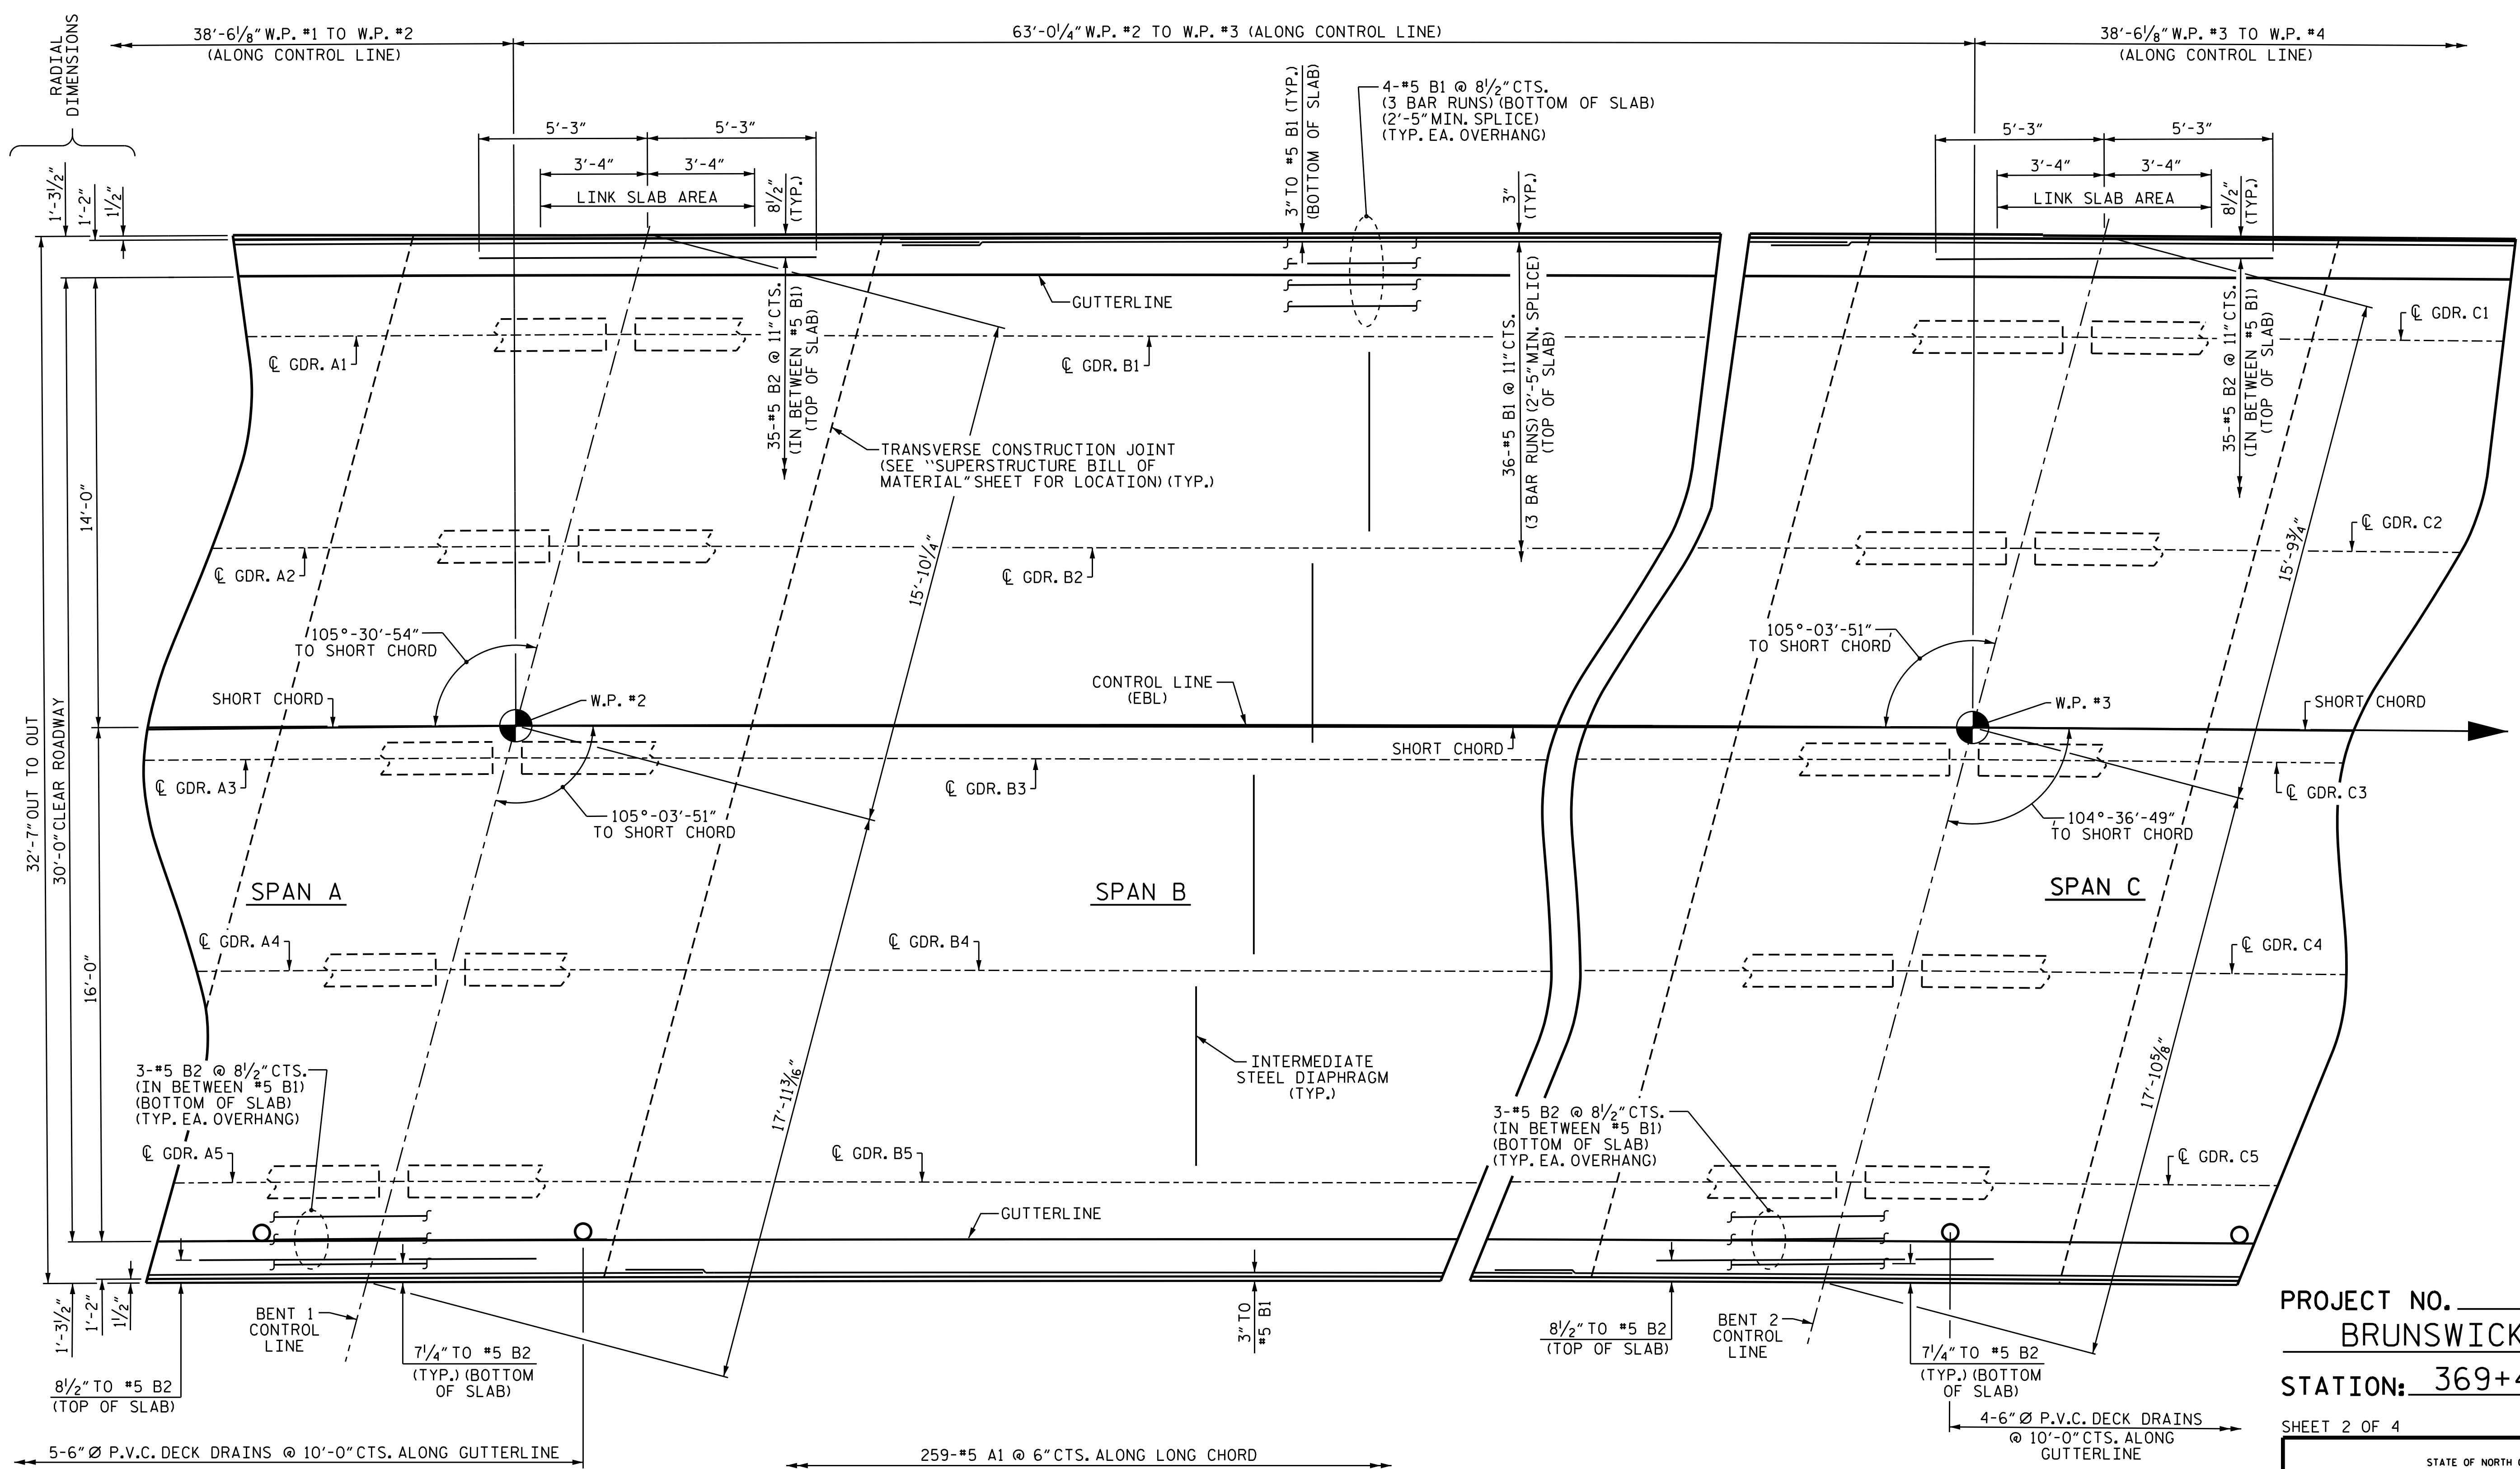 RADIAL
DIMENSIONS
38'-6⅛" W.P. #1 TO W.P. #2
(ALONG CONTROL LINE)
63'-0¼" W.P. #2 TO W.P. #3 (ALONG CONTROL LINE)
38'-6⅛" W.P. #3 TO W.P. #4
(ALONG CONTROL LINE)
1'-3½"
1'-2"
1½"
5'-3"
5'-3"
3'-4"
3'-4"
LINK SLAB AREA
8½"
(TYP.)
3" TO #5 B1 (TYP.)
(BOTTOM OF SLAB)
4-#5 B1 @ 8½" CTS.
(3 BAR RUNS) (BOTTOM OF SLAB)
(2'-5" MIN. SPLICE)
(TYP. EA. OVERHANG)
3"
(TYP.)
5'-3"
5'-3"
3'-4"
3'-4"
LINK SLAB AREA
8½"
(TYP.)
GUTTERLINE
℄ GDR. A1
35-#5 B2 @ 11" CTS.
(IN BETWEEN #5 B1)
(TOP OF SLAB)
℄ GDR. B1
36-#5 B1 @ 11" CTS.
(3 BAR RUNS) (2'-5" MIN. SPLICE)
(TOP OF SLAB)
35-#5 B2 @ 11" CTS.
(IN BETWEEN #5 B1)
(TOP OF SLAB)
℄ GDR. C1
TRANSVERSE CONSTRUCTION JOINT
(SEE ``SUPERSTRUCTURE BILL OF
MATERIAL" SHEET FOR LOCATION) (TYP.)
14'-0"
℄ GDR. A2
℄ GDR. B2
℄ GDR. C2
15'-10¼"
15'-9¾"
105°-30'-54"
TO SHORT CHORD
105°-03'-51"
TO SHORT CHORD
SHORT CHORD
W.P. #2
CONTROL LINE
(EBL)
SHORT CHORD
W.P. #3
SHORT CHORD
32'-7" OUT TO OUT
30'-0" CLEAR ROADWAY
℄ GDR. A3
℄ GDR. B3
℄ GDR. C3
105°-03'-51"
TO SHORT CHORD
104°-36'-49"
TO SHORT CHORD
SPAN A
SPAN B
SPAN C
℄ GDR. A4
℄ GDR. B4
℄ GDR. C4
16'-0"
17'-11³⁄₁₆"
17'-10⅝"
3-#5 B2 @ 8½" CTS.
(IN BETWEEN #5 B1)
(BOTTOM OF SLAB)
(TYP. EA. OVERHANG)
INTERMEDIATE
STEEL DIAPHRAGM
(TYP.)
3-#5 B2 @ 8½" CTS.
(IN BETWEEN #5 B1)
(BOTTOM OF SLAB)
(TYP. EA. OVERHANG)
℄ GDR. A5
℄ GDR. B5
℄ GDR. C5
GUTTERLINE
1'-3½"
1'-2"
1½"
BENT 1
CONTROL
LINE
8½" TO #5 B2
(TOP OF SLAB)
7¼" TO #5 B2
(TYP.) (BOTTOM
OF SLAB)
3" TO
#5 B1
8½" TO #5 B2
(TOP OF SLAB)
BENT 2
CONTROL
LINE
7¼" TO #5 B2
(TYP.) (BOTTOM
OF SLAB)
5-6" Ø P.V.C. DECK DRAINS @ 10'-0" CTS. ALONG GUTTERLINE
259-#5 A1 @ 6" CTS. ALONG LONG CHORD
4-6" Ø P.V.C. DECK DRAINS
@ 10'-0" CTS. ALONG
GUTTERLINE
PROJECT NO.
BRUNSWICK
STATION: 369+4
SHEET 2 OF 4
STATE OF NORTH